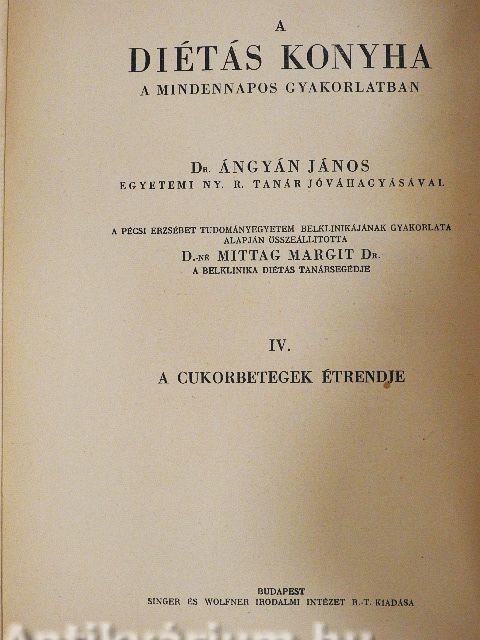 A
DIÉTÁS KONYHA
A MINDENNAPOS GYAKORLATBAN
DR. ÁNGYÁN JÁNOS
EGYETEMI NY. R. TANÁR JÓVÁHAGYÁSÁVAL
A PÉCSI ERZSÉBET TUDOMÁNYEGYETEM BELKLINIKÁJÁNAK GYAKORLATA
ALAPJÁN ÖSSZEÁLLITOTTA
D.-NÉ MITTAG MARGIT DR.
A BELKLINIKA DIÉTÁS TANÁRSEGÉDJE
IV.
A CUKORBETEGEK ÉTRENDJE
BUDAPEST
SINGER ÉS WOLFNER IRODALMI INTÉZET R.-T. KIADÁSA
Antikvárium.hu